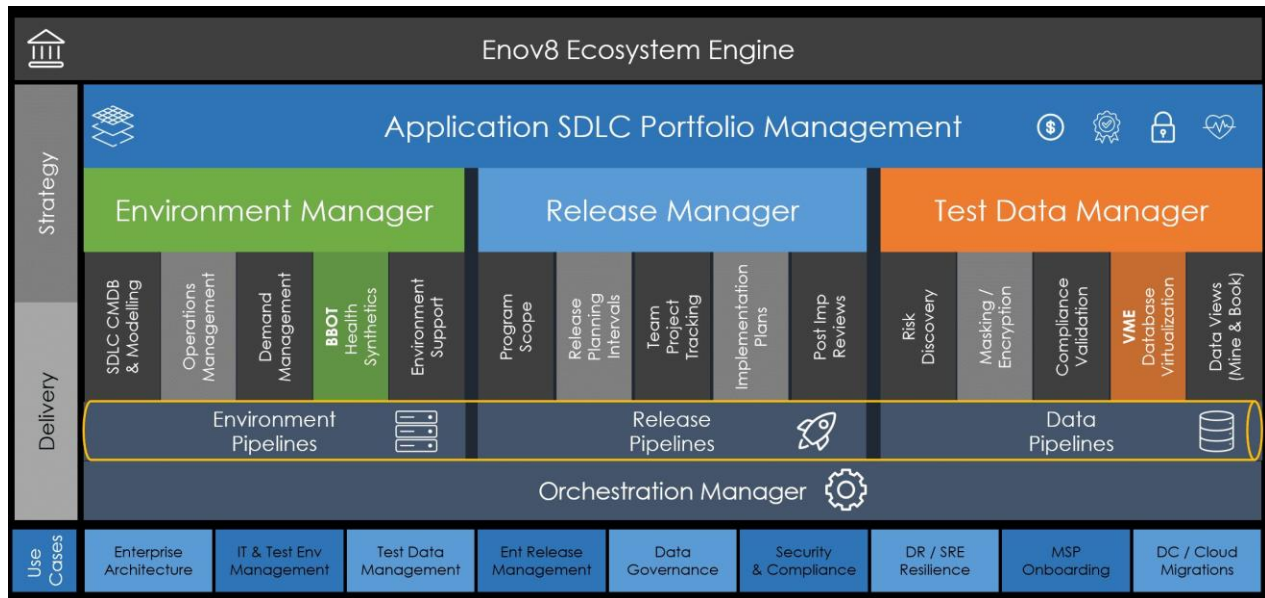 Enov8 Ecosystem Engine
Strategy
Delivery
Application SDLC Portfolio Management
$
Environment Manager
Release Manager
Test Data Manager
SDLC CMDB
& Modelling
Operations
Management
Demand
Management
BBOT
Health
Synthetics
Environment
Support
Program
Scope
Release
Planning
Intervals
Team
Project
Tracking
Implementation
Plans
Post Imp
Reviews
Risk
Discovery
Masking /
Encryption
Compliance
Validation
VME
Database
Virtualization
Data Views
(Mine & Book)
Environment
Pipelines
Release
Pipelines
Data
Pipelines
Orchestration Manager
Use
Cases
Enterprise
Architecture
IT & Test Env
Management
Test Data
Management
Ent Release
Management
Data
Governance
Security
& Compliance
DR / SRE
Resilience
MSP
Onboarding
DC / Cloud
Migrations